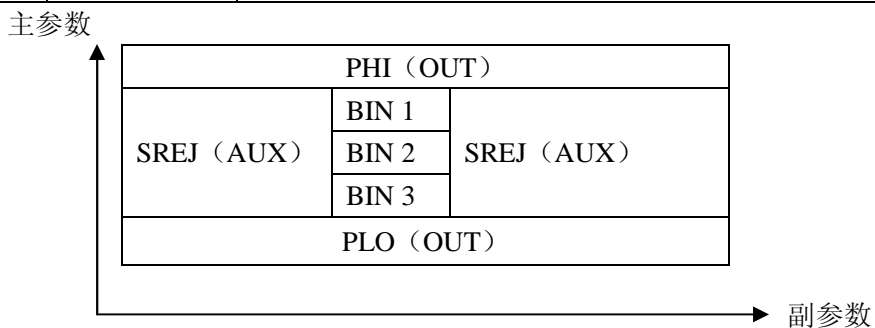 主参数
PHI（OUT）
BIN 1
SREJ（AUX） BIN 2 SREJ（AUX）
BIN 3
PLO（OUT）
副参数